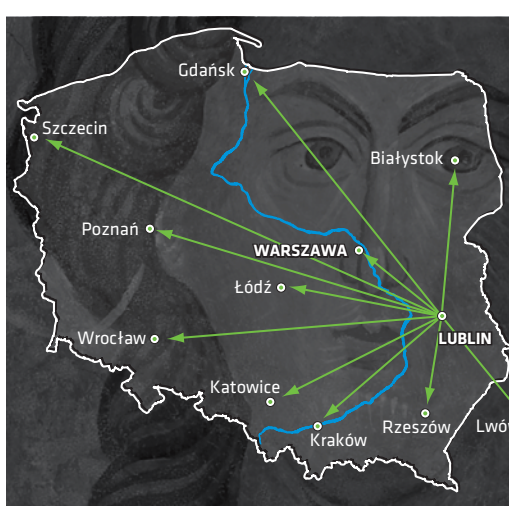 Gdańsk
Szczecin
Białystok
Poznań
WARSZAWA
Łódź
LUBLIN
Wrocław
Katowice
Rzeszów
Lwów
Kraków